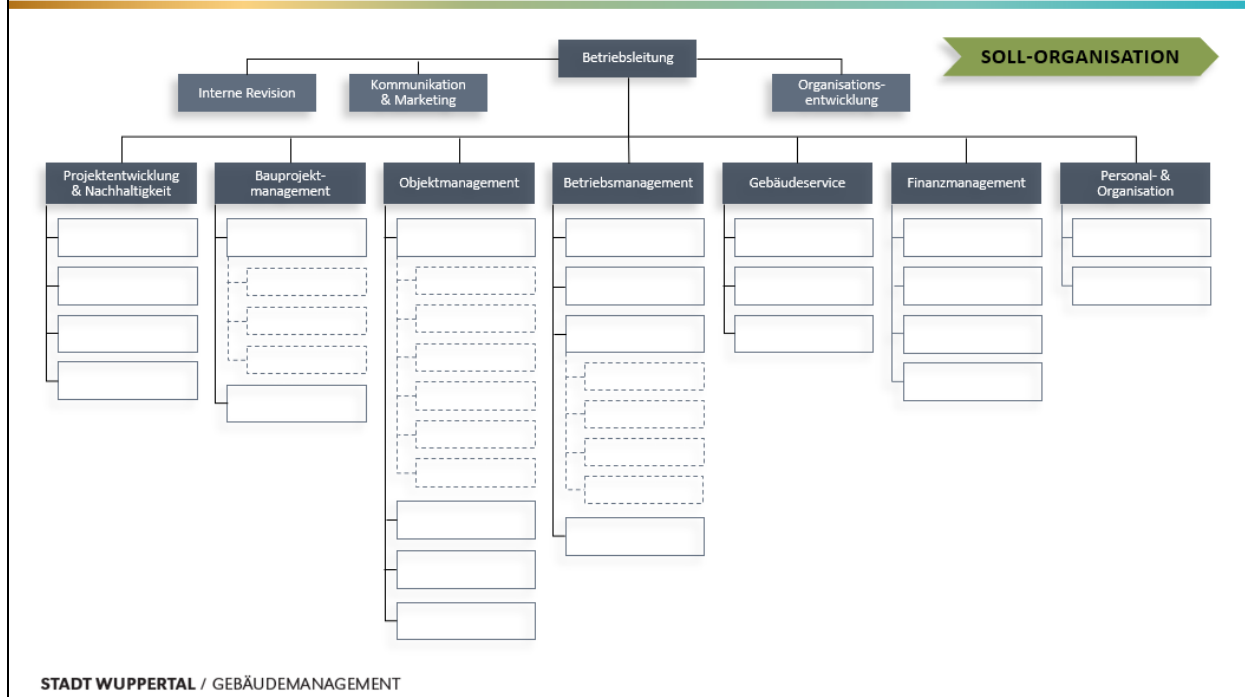 Betriebsleitung
SOLL-ORGANISATION
Interne Revision
Kommunikation
& Marketing
Organisations-
entwicklung
Projektentwicklung
& Nachhaltigkeit
Bauprojekt-
management
Objektmanagement
Betriebsmanagement
Gebäudeservice
Finanzmanagement
Personal- &
Organisation
STADT WUPPERTAL / GEBÄUDEMANAGEMENT